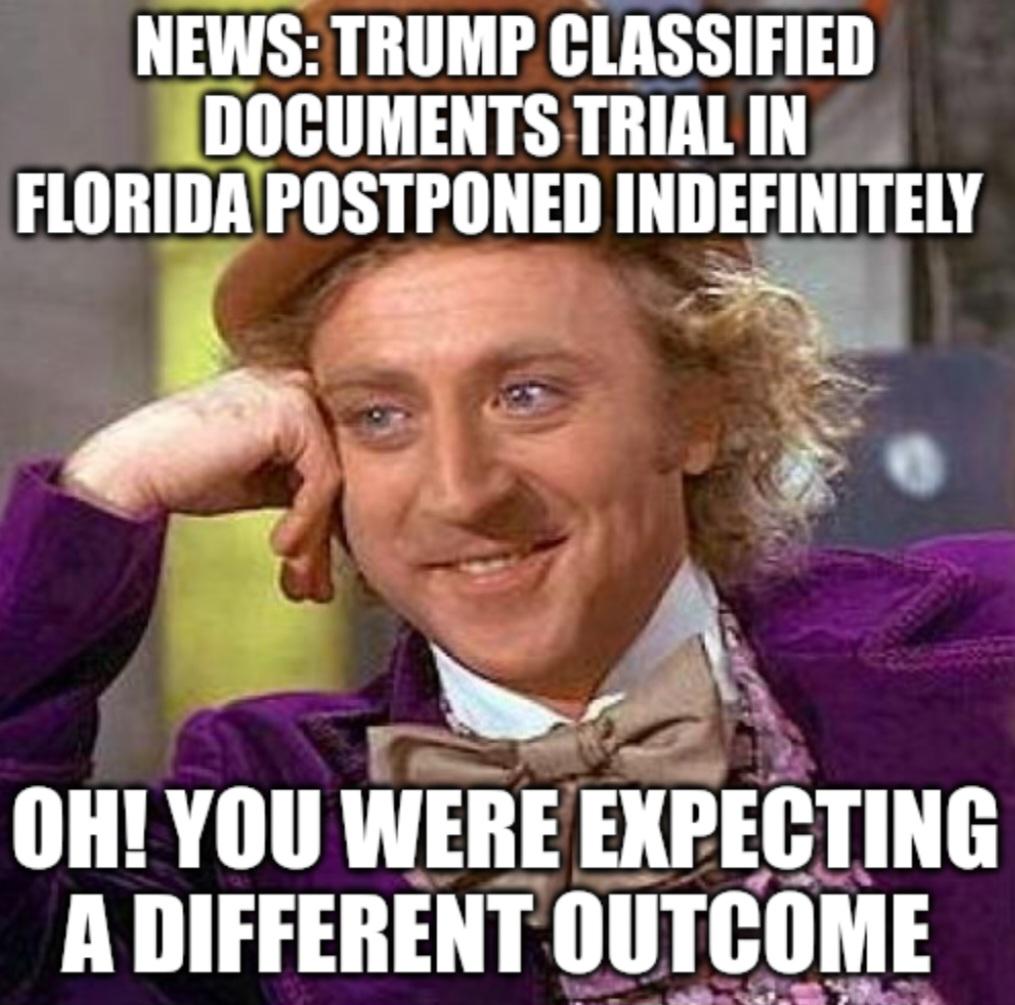 NEWS: TRUMP CLASSIFIED
DOCUMENTS TRIAL IN
FLORIDA POSTPONED INDEFINITELY
OH! YOU WERE EXPECTING
A DIFFERENT OUTCOME